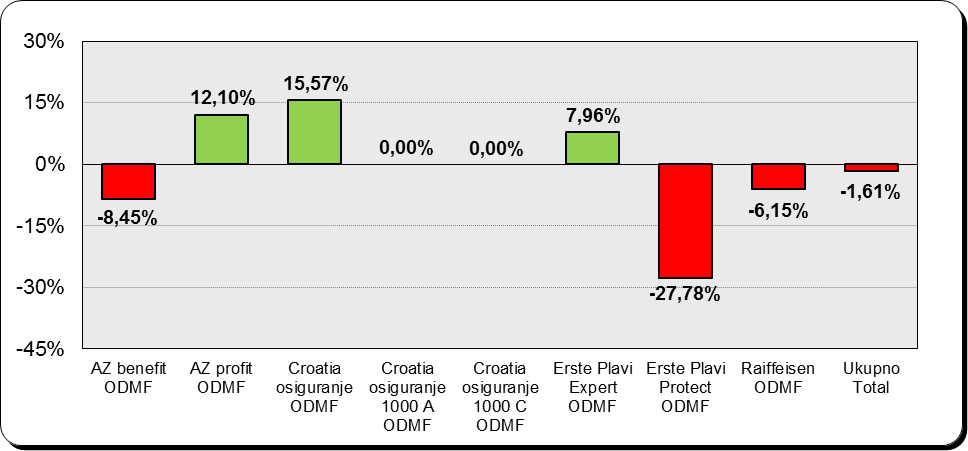 30%
15%
0%
-15%
-30%
-45%
-8,45%
12,10%
15,57%
0,00%
0,00%
7,96%
-27,78%
-6,15%
-1,61%
AZ benefit
ODMF
AZ profit
ODMF
Croatia
osiguranje
ODMF
Croatia
osiguranje
1000 A
ODMF
Croatia
osiguranje
1000 C
ODMF
Erste Plavi
Expert
ODMF
Erste Plavi
Protect
ODMF
Raiffeisen
ODMF
Ukupno
Total